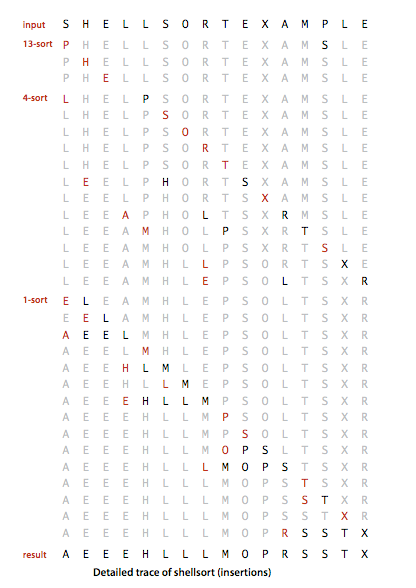 input S H E L L S O R T E X A M P L E
13-sort P H E L L S O R T E X A M S L E
P H E L L S O R T E X A M S L E
P H E L L S O R T E X A M S L E
4-sort L H E L P S O R T E X A M S L E
L H E L P S O R T E X A M S L E
L H E L P S O R T E X A M S L E
L H E L P S O R T E X A M S L E
L H E L P S O R T E X A M S L E
L E E L P H O R T S X A M S L E
L E E L P H O R T S X A M S L E
L E E A P H O L T S X R M S L E
L E E A M H O L P S X R T S L E
L E E A M H O L P S X R T S L E
L E E A M H L L P S O R T S X E
L E E A M H L E P S O L T S X R
1-sort E L E A M H L E P S O L T S X R
E E L A M H L E P S O L T S X R
A E E L M H L E P S O L T S X R
A E E L M H L E P S O L T S X R
A E E H L M L E P S O L T S X R
A E E H L L M E P S O L T S X R
A E E E H L L M P S O L T S X R
A E E E H L L M P S O L T S X R
A E E E H L L M P S O L T S X R
A E E E H L L M O P S L T S X R
A E E E H L L L M O P S T S X R
A E E E H L L L M O P S T S X R
A E E E H L L L M O P S S T X R
A E E E H L L L M O P S S T X R
A E E E H L L L M O P R S S T X
result A E E E H L L L M O P R S S T X
Detailed trace of shellsort (insertions)